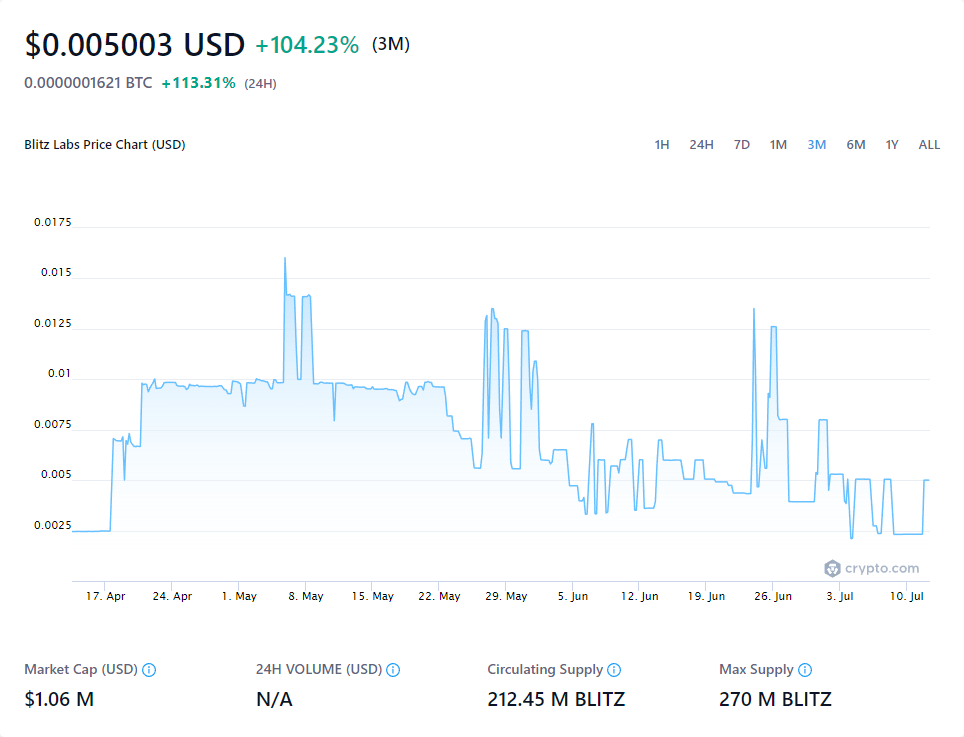 $0.005003 USD +104.23% (3M)
0.0000001621 BTC +113.31% (24H)
Blitz Labs Price Chart (USD) 1H 24H 7D 1M 3M 6M 1Y ALL
0.0175
0.015
0.0125
0.01
0.0075
0.005
0.0025
crypto.com
17. Apr 24. Apr 1. May 8. May 15. May 22. May 29. May 5. Jun 12. Jun 19. Jun 26. Jun 3. Jul 10. Jul
Market Cap (USD) 24H VOLUME (USD) Circulating Supply Max Supply
$1.06 M N/A 212.45 M BLITZ 270 M BLITZ